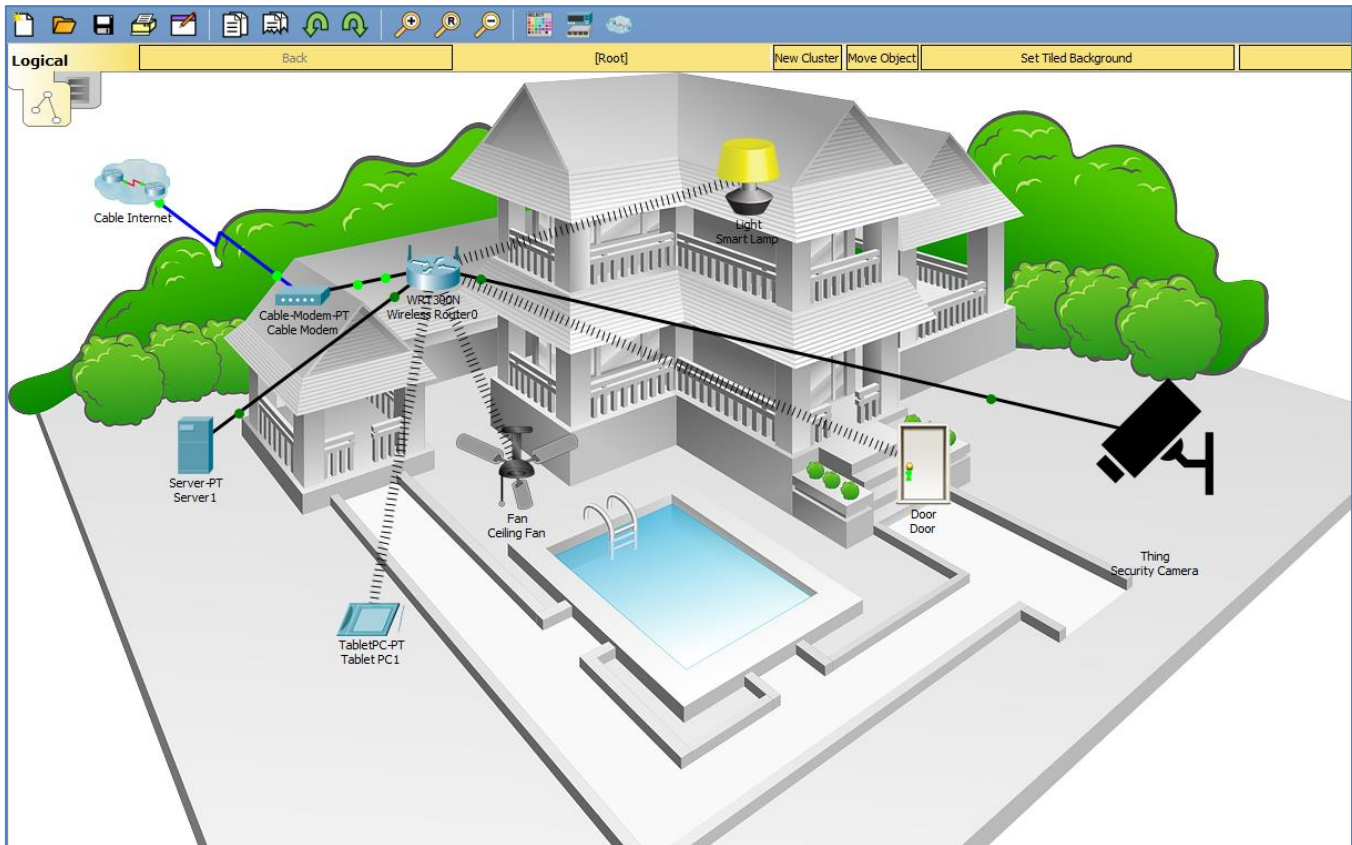 SELECT
R
Logical
Back
[Root]
New Cluster
Move Object
Set Tiled Background
Cable Internet
Light
Smart Lamp
WRT300N
Wireless Router0
Cable-Modem-PT
Cable Modem
Server-PT
Server1
Fan
Ceiling Fan
Door
Door
Thing
Security Camera
TabletPC-PT
Tablet PC1